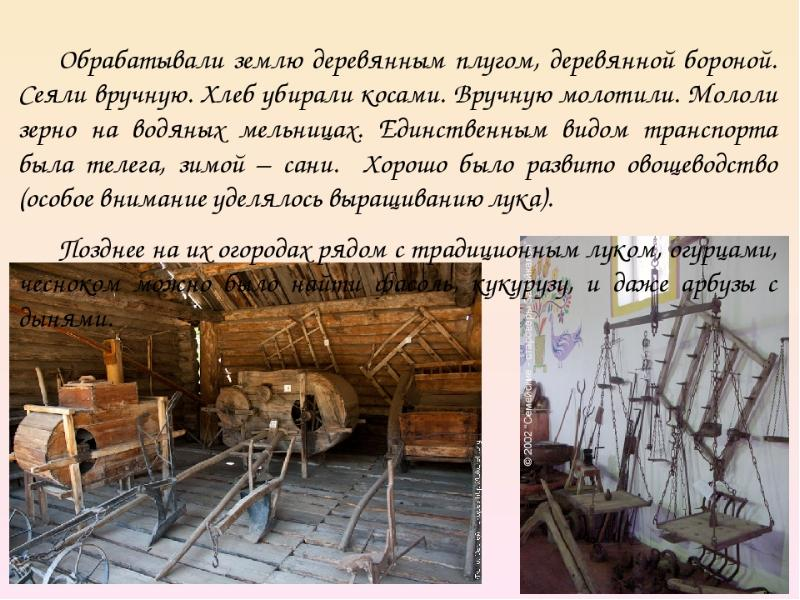 Обрабатывали землю деревянным плугом, деревянной бороной.
Сеяли вручную. Хлеб убирали косами. Вручную молотили. Мололи
зерно на водяных мельницах. Единственным видом транспорта
была телега, зимой – сани. Хорошо было развито овощеводство
(особое внимание уделялось выращиванию лука).
Позднее на их огородах рядом с традиционным луком, огурцами,
чесноком можно было найти фасоль, кукурузу, и даже арбузы с
дынями.
© 2002 "Семейские - староверы